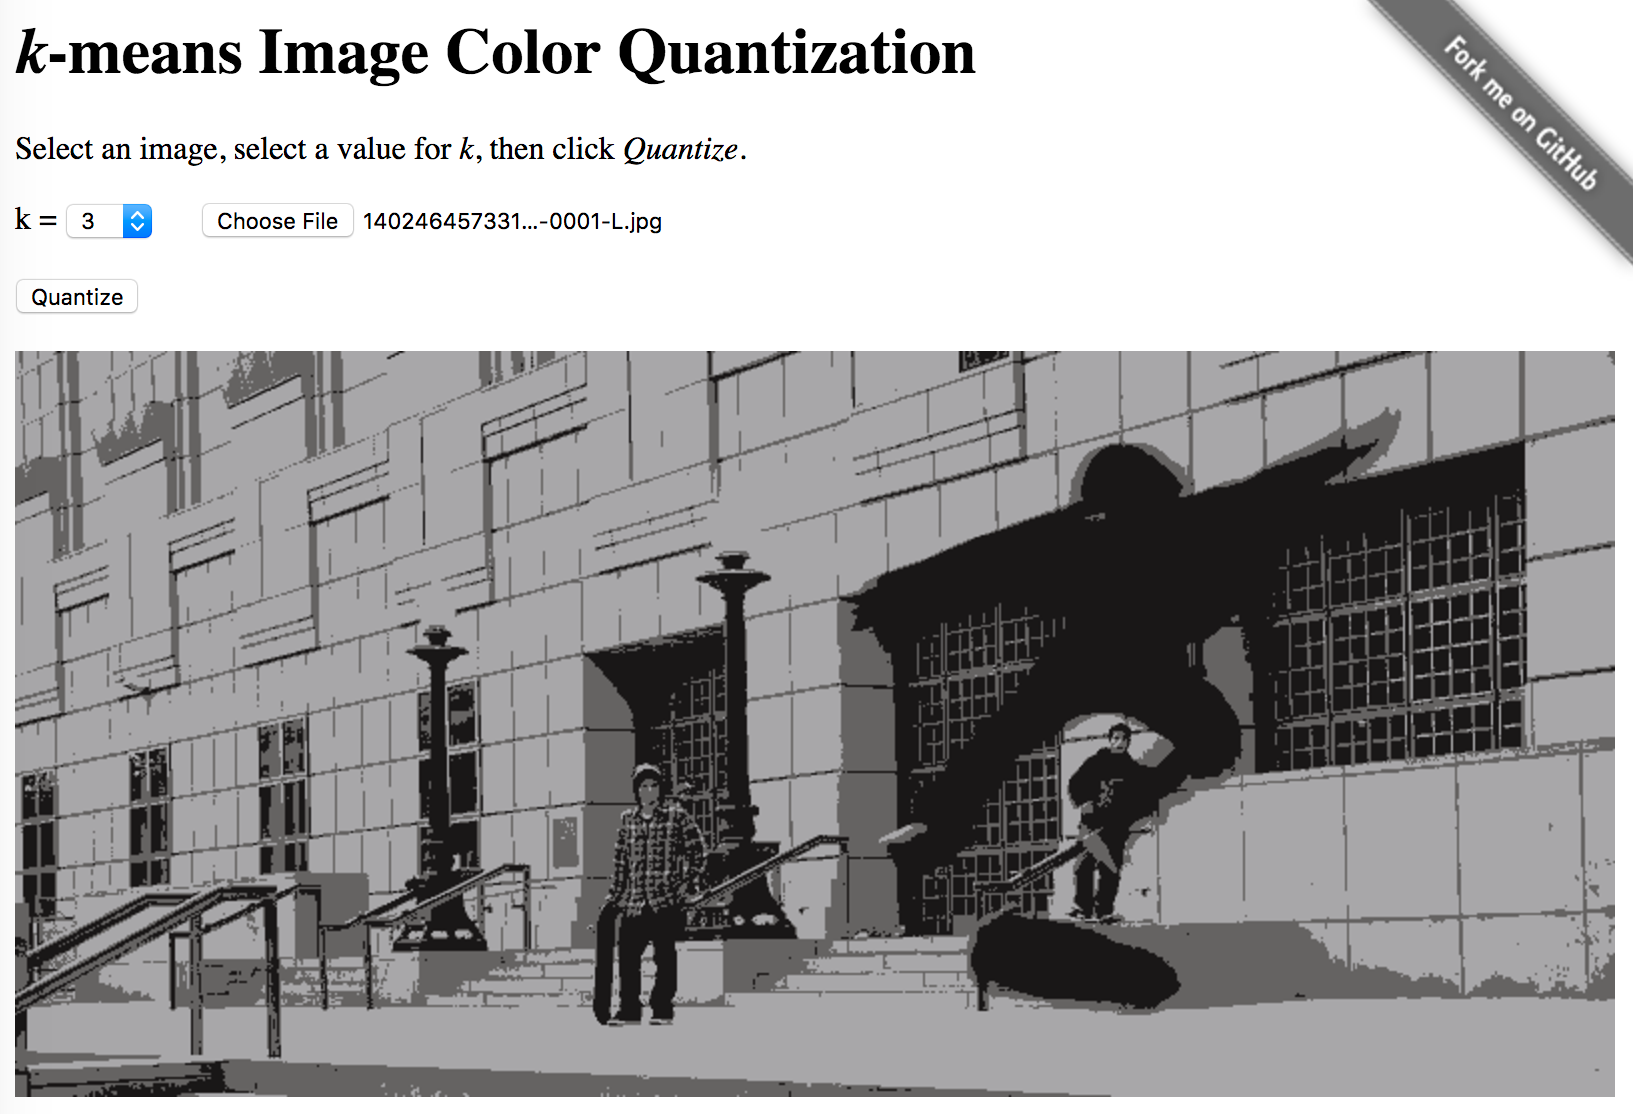 k-means Image Color Quantization
Fork me on GitHub
Select an image, select a value for k, then click Quantize.
k = 3 Choose File 140246457331...-0001-L.jpg
Quantize